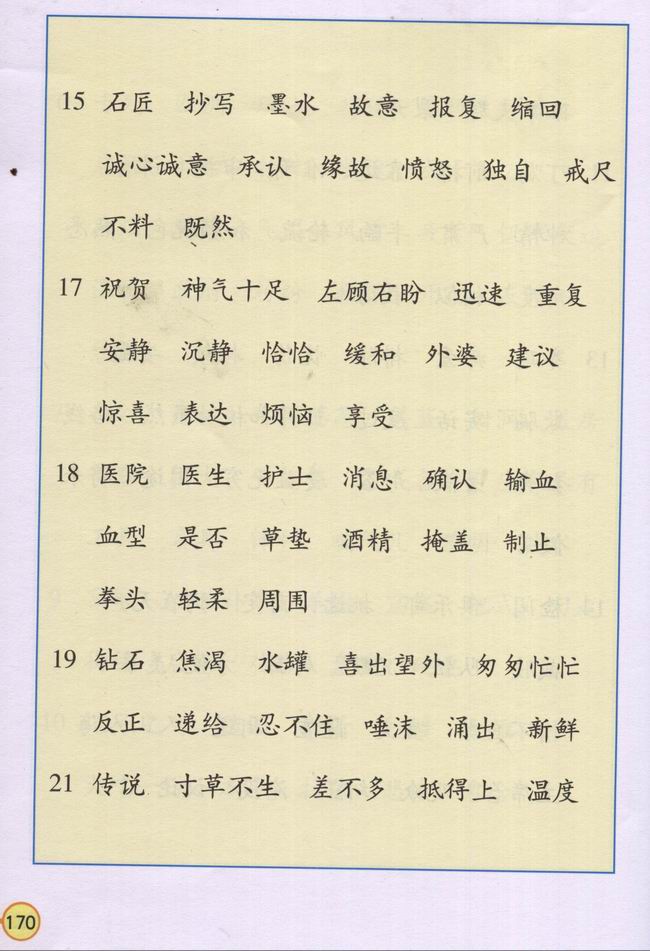 15 石匠 抄写 墨水 故意 报复 缩回
诚心诚意 承认 缘故 愤怒 独自 戒尺
不料 既然
17 祝贺 神气十足 左顾右盼 迅速 重复
安静 沉静 恰恰 缓和 外婆 建议
惊喜 表达 烦恼 享受
18 医院 医生 护士 消息 确认 输血
血型 是否 草垫 酒精 掩盖 制止
拳头 轻柔 周围
19 钻石 焦渴 水罐 喜出望外 匆匆忙忙
反正 递给 忍不住 唾沫 涌出 新鲜
21 传说 寸草不生 差不多 抵得上 温度
170